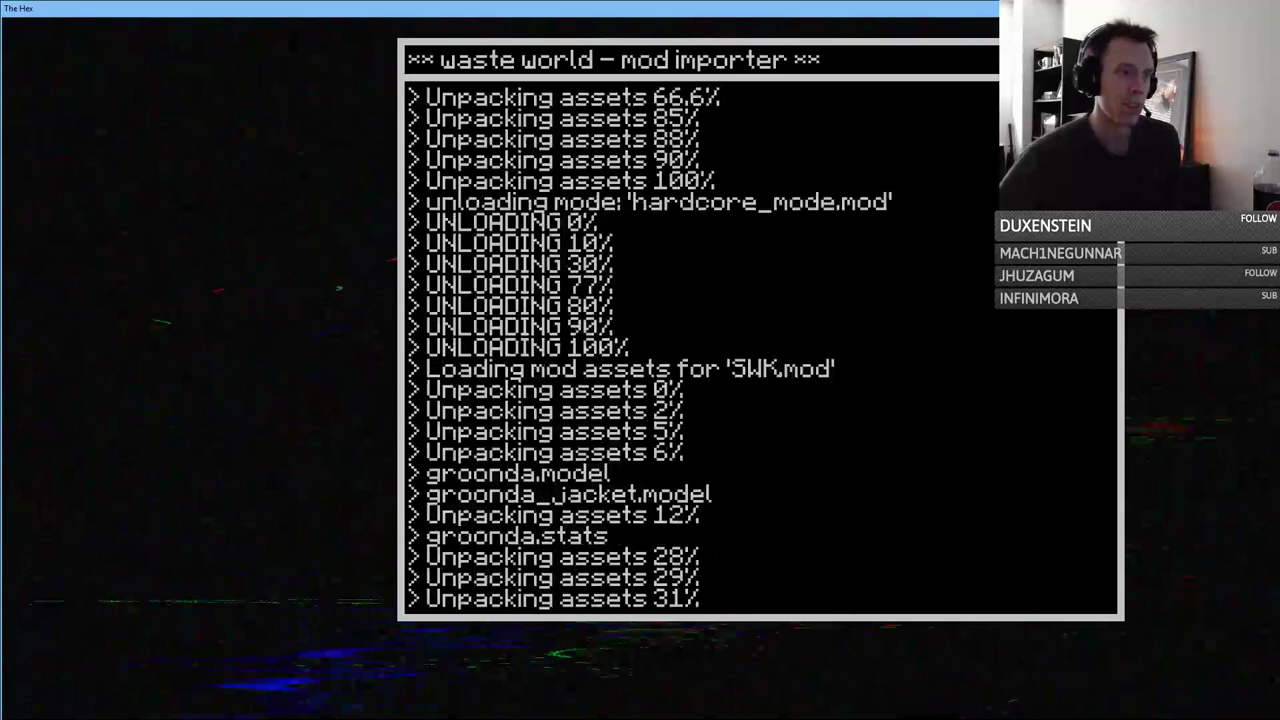 The Hex
** waste world - mod importer **
> Unpacking assets 66.6%
> Unpacking assets 85%
> Unpacking assets 88%
> Unpacking assets 90%
> Unpacking assets 100%
> unloading mode: 'hardcore_mode.mod'
> UNLOADING 0%
> UNLOADING 10%
> UNLOADING 30%
> UNLOADING 77%
> UNLOADING 80%
> UNLOADING 90%
> UNLOADING 100%
> Loading mod assets for 'SWK.mod'
> Unpacking assets 0%
> Unpacking assets 2%
> Unpacking assets 5%
> Unpacking assets 6%
> groonda.model
> groonda_jacket.model
> Unpacking assets 12%
> groonda.stats
> Unpacking assets 28%
> Unpacking assets 29%
> Unpacking assets 31%
DUXENSTEIN FOLLOW
MACH1NEGUNNAR SUB
JHUZAGUM FOLLOW
INFINIMORA SUB